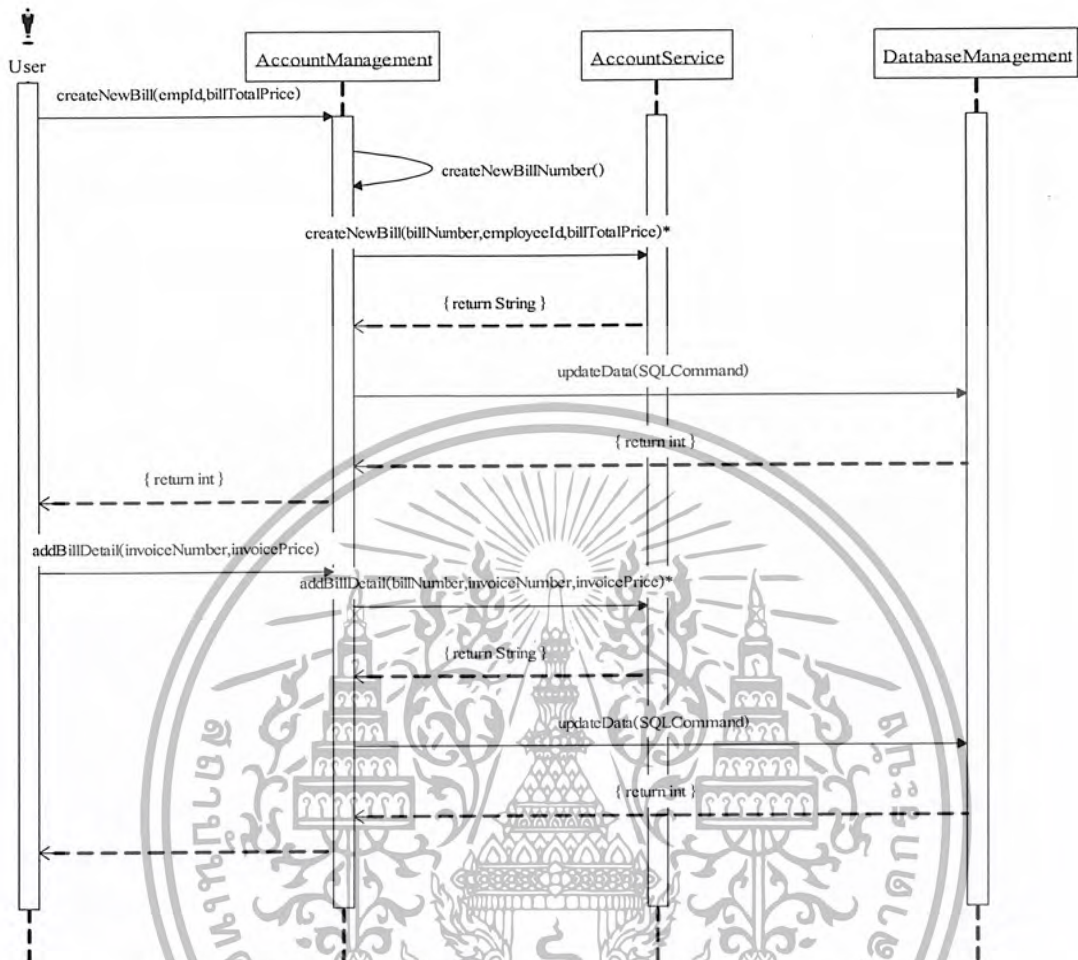 User
AccountManagement
AccountService
DatabaseManagement
createNewBill(empId,billTotalPrice)
createNewBillNumber()
createNewBill(billNumber,employeeId,billTotalPrice)*
{ return String }
updateData(SQLCommand)
{ return int }
{ return int }
addBillDetail(invoiceNumber,invoicePrice)
addBillDetail(billNumber,invoiceNumber,invoicePrice)*
{ return String }
updateData(SQLCommand)
{ return int }